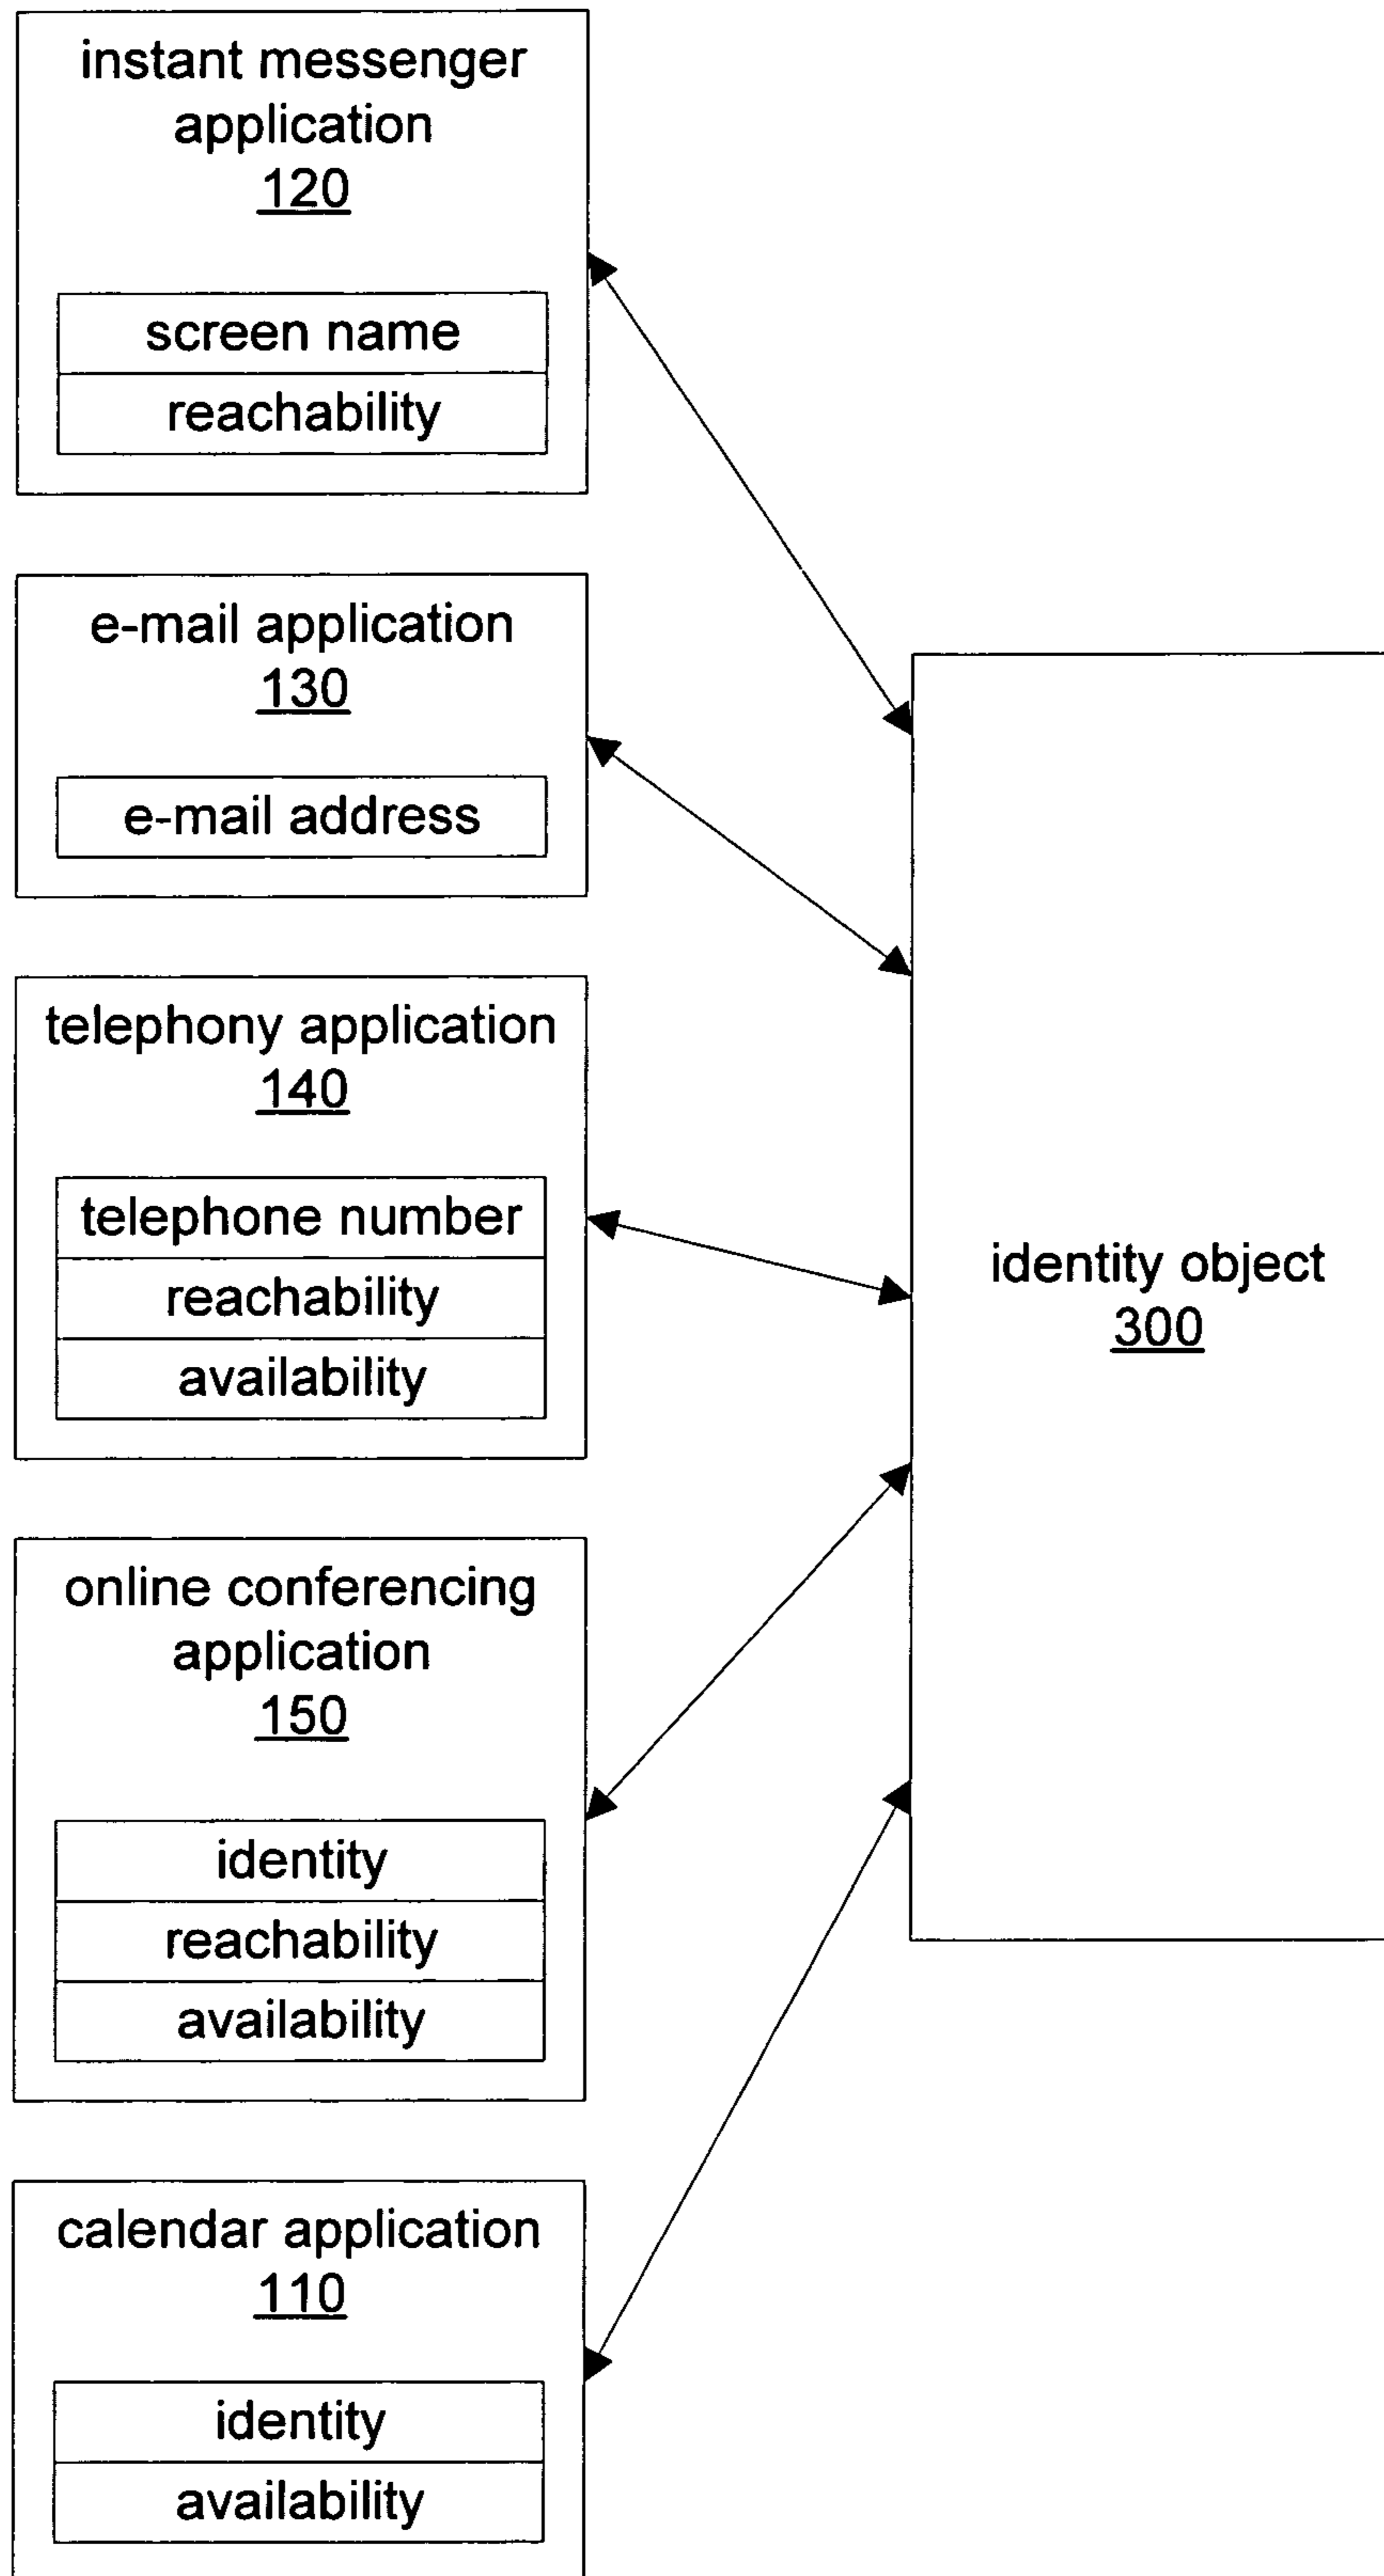 instant messenger
application
120
screen name
reachability
e-mail application
130
e-mail address
telephony application
140
telephone number
reachability
availability
identity object
300
online conferencing
application
150
identity
reachability
availability
calendar application
110
identity
availability